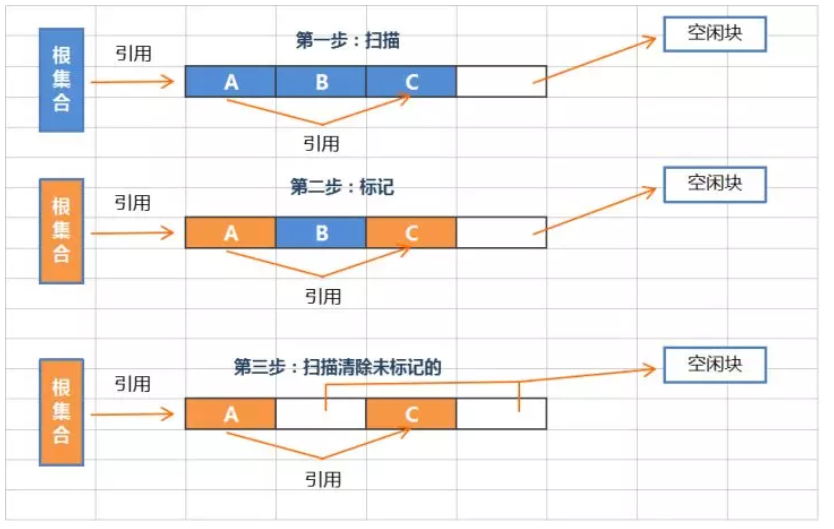 第一步：扫描
空闲块
根集合
引用
A B C
引用
第二步：标记
空闲块
根集合
引用
A B C
引用
第三步：扫描清除未标记的
空闲块
根集合
引用
A C
引用